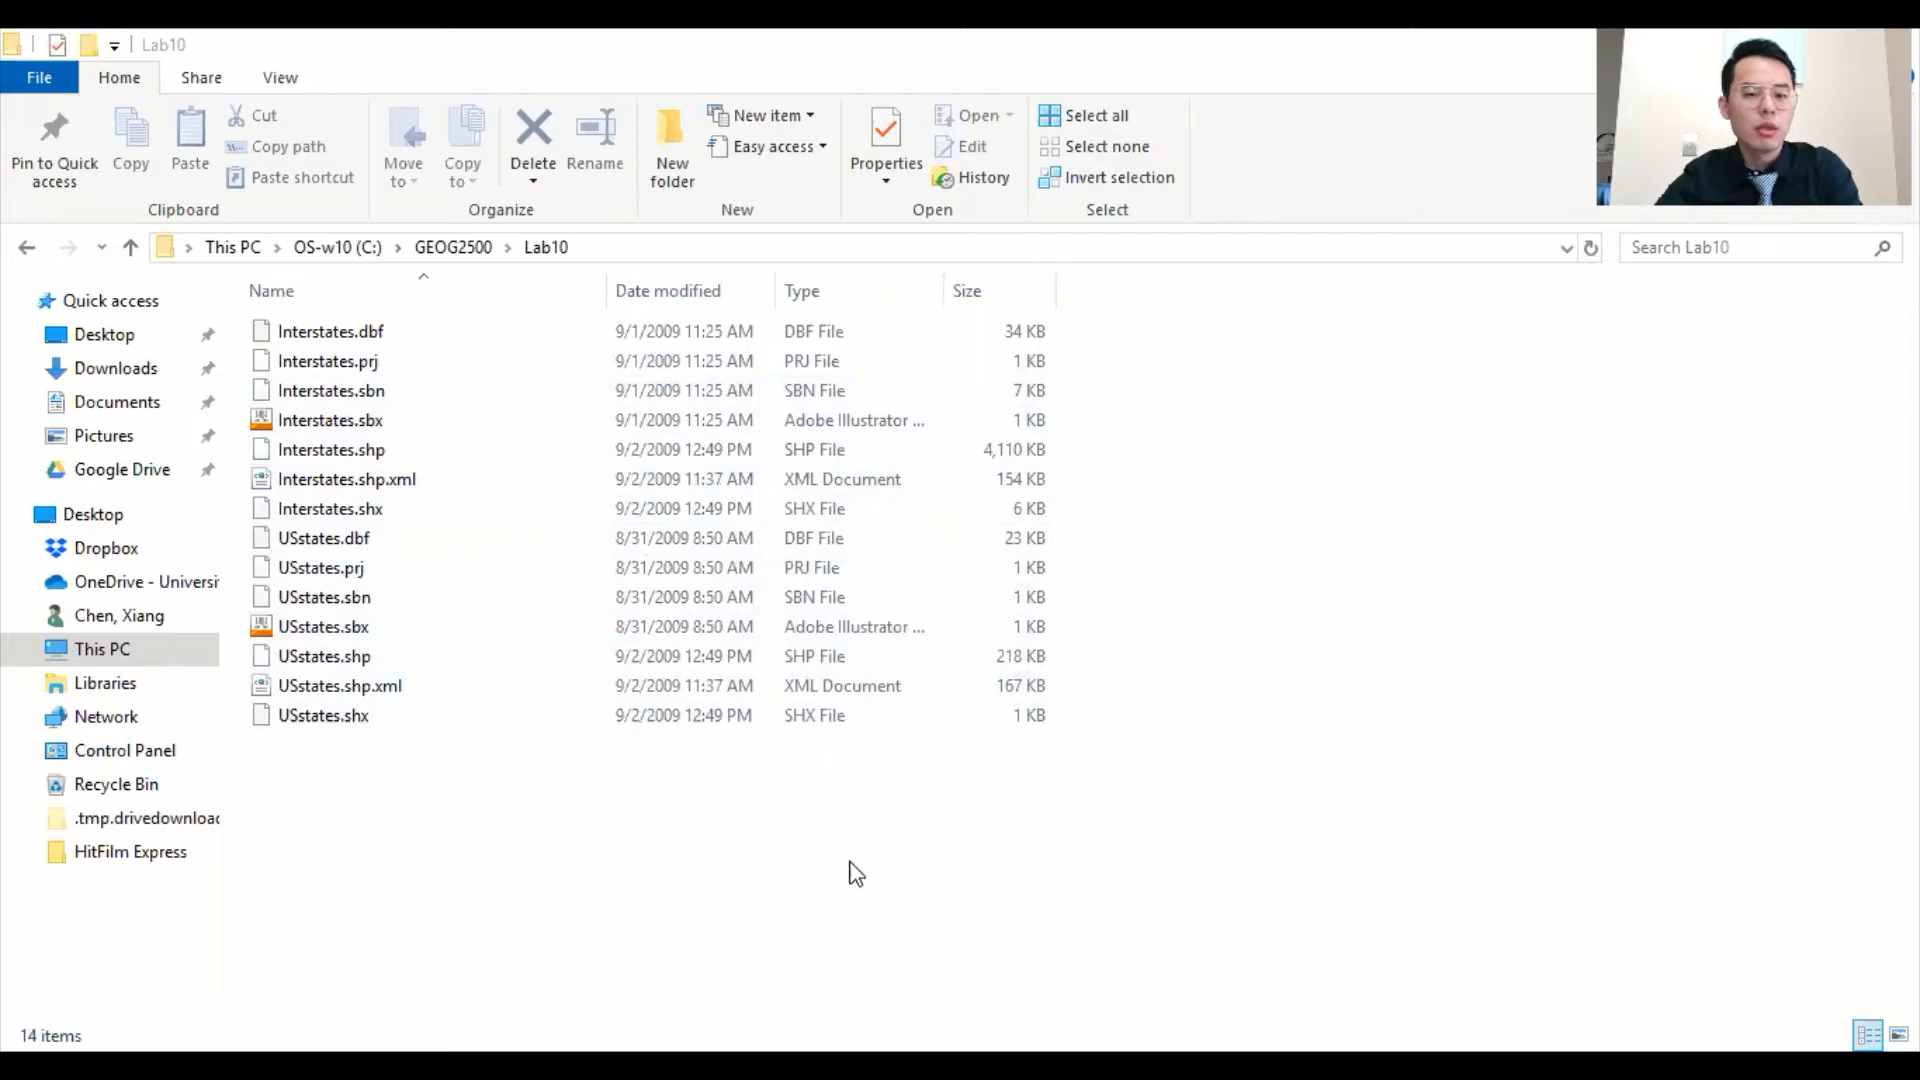 Lab10
File Home Share View
Pin to Quick access
Copy
Paste
Cut
Copy path
Paste shortcut
Clipboard
Move to
Copy to
Delete
Rename
Organize
New folder
New item
Easy access
New
Properties
Open
Edit
History
Open
Select all
Select none
Invert selection
Select
This PC OS-w10 (C:) GEOG2500 Lab10
Search Lab10
Quick access
Desktop
Downloads
Documents
Pictures
Google Drive
Desktop
Dropbox
OneDrive - Universi
Chen, Xiang
This PC
Libraries
Network
Control Panel
Recycle Bin
.tmp.drivedownload
HitFilm Express
Name Date modified Type Size
Interstates.dbf 9/1/2009 11:25 AM DBF File 34 KB
Interstates.prj 9/1/2009 11:25 AM PRJ File 1 KB
Interstates.sbn 9/1/2009 11:25 AM SBN File 7 KB
Interstates.sbx 9/1/2009 11:25 AM Adobe Illustrator ... 1 KB
Interstates.shp 9/2/2009 12:49 PM SHP File 4,110 KB
Interstates.shp.xml 9/2/2009 11:37 AM XML Document 154 KB
Interstates.shx 9/2/2009 12:49 PM SHX File 6 KB
USstates.dbf 8/31/2009 8:50 AM DBF File 23 KB
USstates.prj 8/31/2009 8:50 AM PRJ File 1 KB
USstates.sbn 8/31/2009 8:50 AM SBN File 1 KB
USstates.sbx 8/31/2009 8:50 AM Adobe Illustrator ... 1 KB
USstates.shp 9/2/2009 12:49 PM SHP File 218 KB
USstates.shp.xml 9/2/2009 11:37 AM XML Document 167 KB
USstates.shx 9/2/2009 12:49 PM SHX File 1 KB
14 items